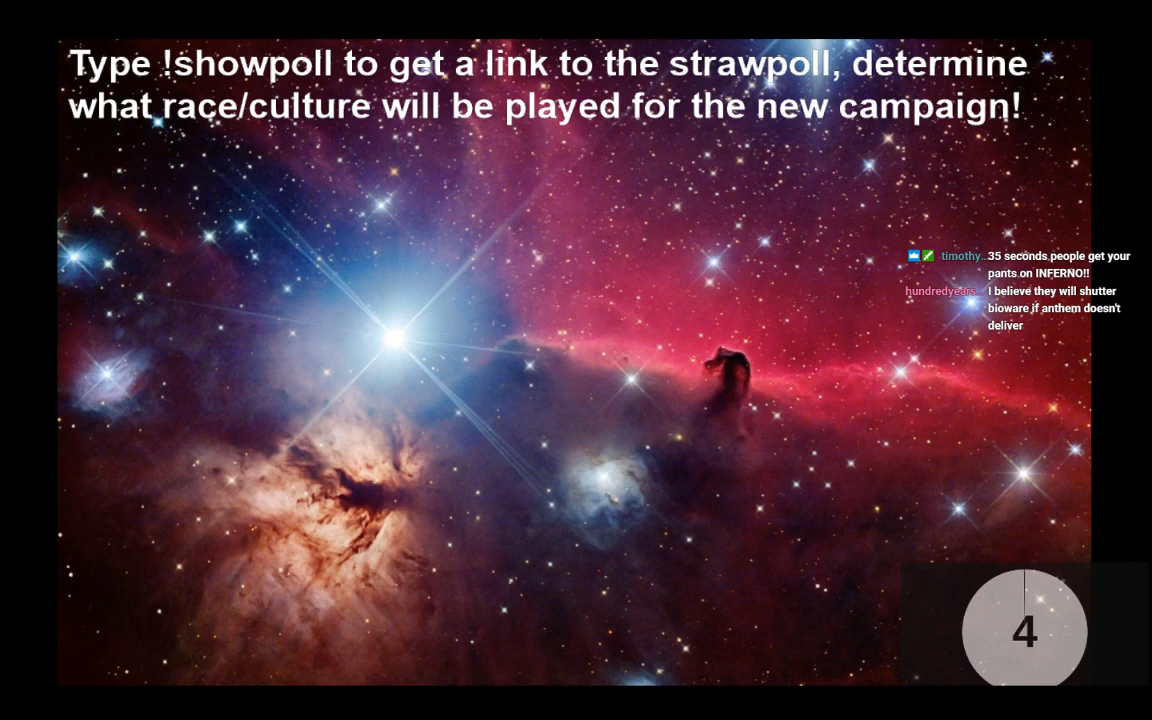 Type !showpoll to get a link to the strawpoll, determine
what race/culture will be played for the new campaign!
timothy... 35 seconds people get your
pants on INFERNO!!
hundredyears... I believe they will shutter
bioware if anthem doesn't
deliver
4